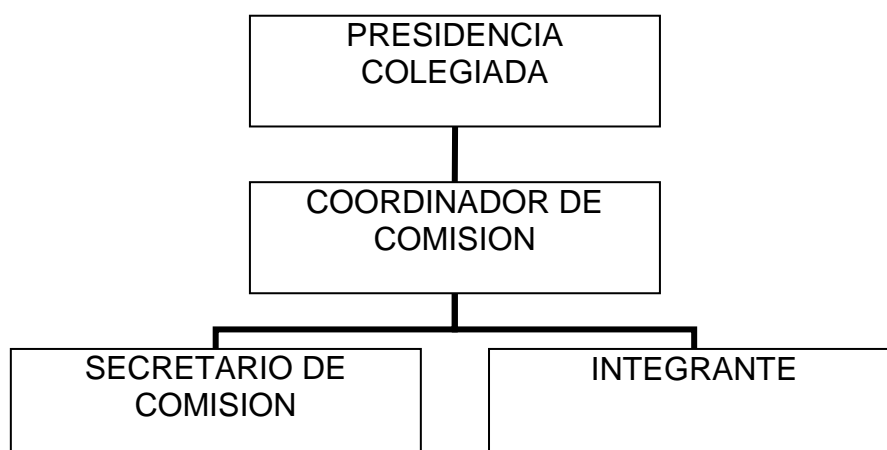 PRESIDENCIA
COLEGIADA
COORDINADOR DE
COMISION
SECRETARIO DE
COMISION
INTEGRANTE